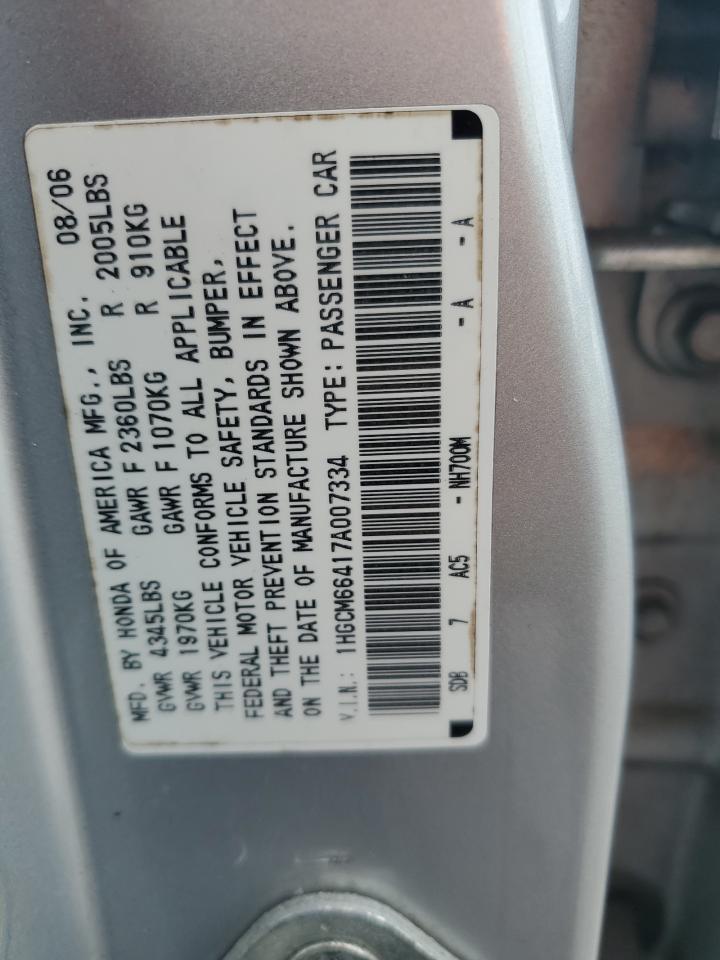 MFD. BY HONDA OF AMERICA MFG., INC. 08/06
GVWR 4345LBS GAWR F 2360LBS R 2005LBS
GVWR 1970KG GAWR F 1070KG R 910KG
THIS VEHICLE CONFORMS TO ALL APPLICABLE
FEDERAL MOTOR VEHICLE SAFETY, BUMPER,
AND THEFT PREVENTION STANDARDS IN EFFECT
ON THE DATE OF MANUFACTURE SHOWN ABOVE.
V.I.N.: 1HGCM66417A007334 TYPE: PASSENGER CAR
SDB 7 AC5 - NH700M - A - A